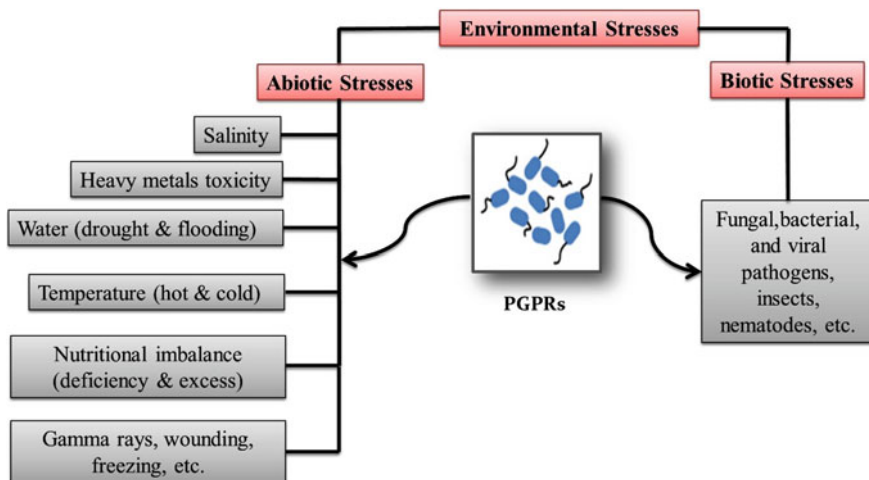 Environmental Stresses
Abiotic Stresses
Biotic Stresses
Salinity
Heavy metals toxicity
Water (drought & flooding)
Temperature (hot & cold)
Nutritional imbalance
(deficiency & excess)
Gamma rays, wounding,
freezing, etc.
PGPRs
Fungal,bacterial,
and viral
pathogens,
insects,
nematodes, etc.